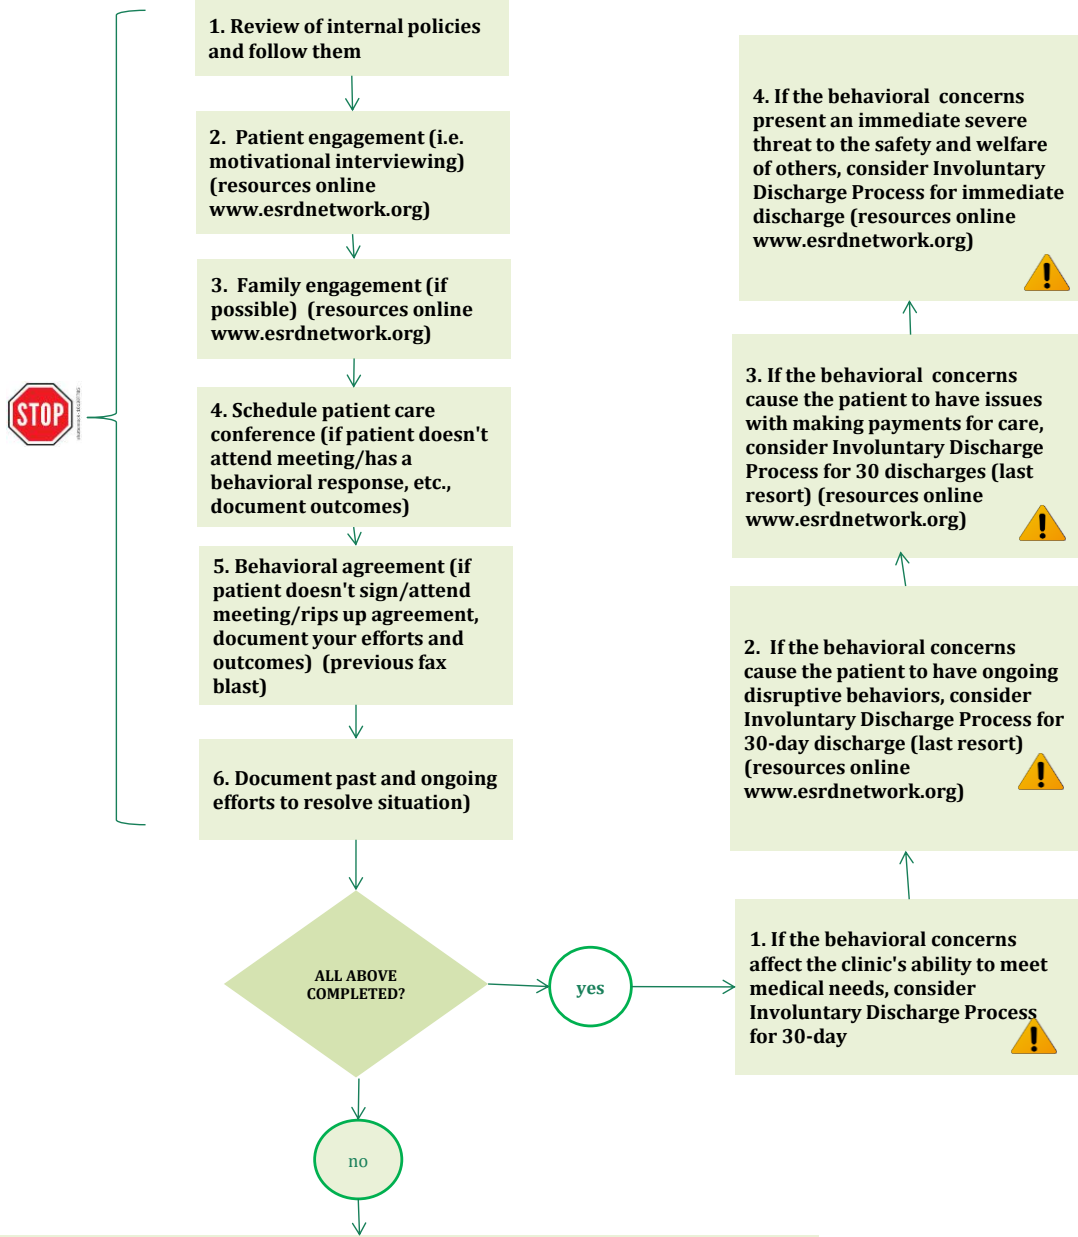 1. Review of internal policies
and follow them
2.  Patient engagement (i.e.
motivational interviewing)
(resources online
www.esrdnetwork.org)
3.  Family engagement (if
possible)  (resources online
www.esrdnetwork.org)
STOP
4. Schedule patient care
conference (if patient doesn't
attend meeting/has a
behavioral response, etc.,
document outcomes)
5. Behavioral agreement (if
patient doesn't sign/attend
meeting/rips up agreement,
document your efforts and
outcomes)  (previous fax
blast)
6. Document past and ongoing
efforts to resolve situation)
ALL ABOVE
COMPLETED?
yes
no
1. If the behavioral concerns
affect the clinic's ability to meet
medical needs, consider
Involuntary Discharge Process
for 30-day
2.  If the behavioral concerns
cause the patient to have ongoing
disruptive behaviors, consider
Involuntary Discharge Process for
30-day discharge (last resort)
(resources online
www.esrdnetwork.org)
3. If the behavioral  concerns
cause the patient to have issues
with making payments for care,
consider Involuntary Discharge
Process for 30 discharges (last
resort) (resources online
www.esrdnetwork.org)
4. If the behavioral  concerns
present an immediate severe
threat to the safety and welfare
of others, consider Involuntary
Discharge Process for immediate
discharge (resources online
www.esrdnetwork.org)